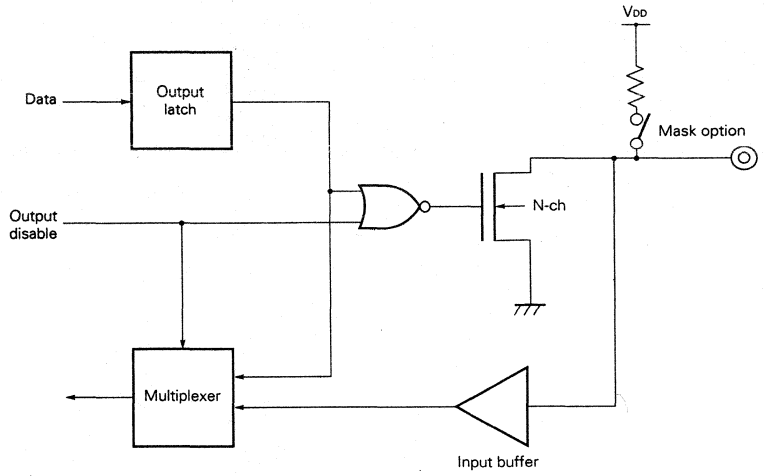 VDD
Data
Output
latch
Mask option
Output
disable
N-ch
Multiplexer
Input buffer